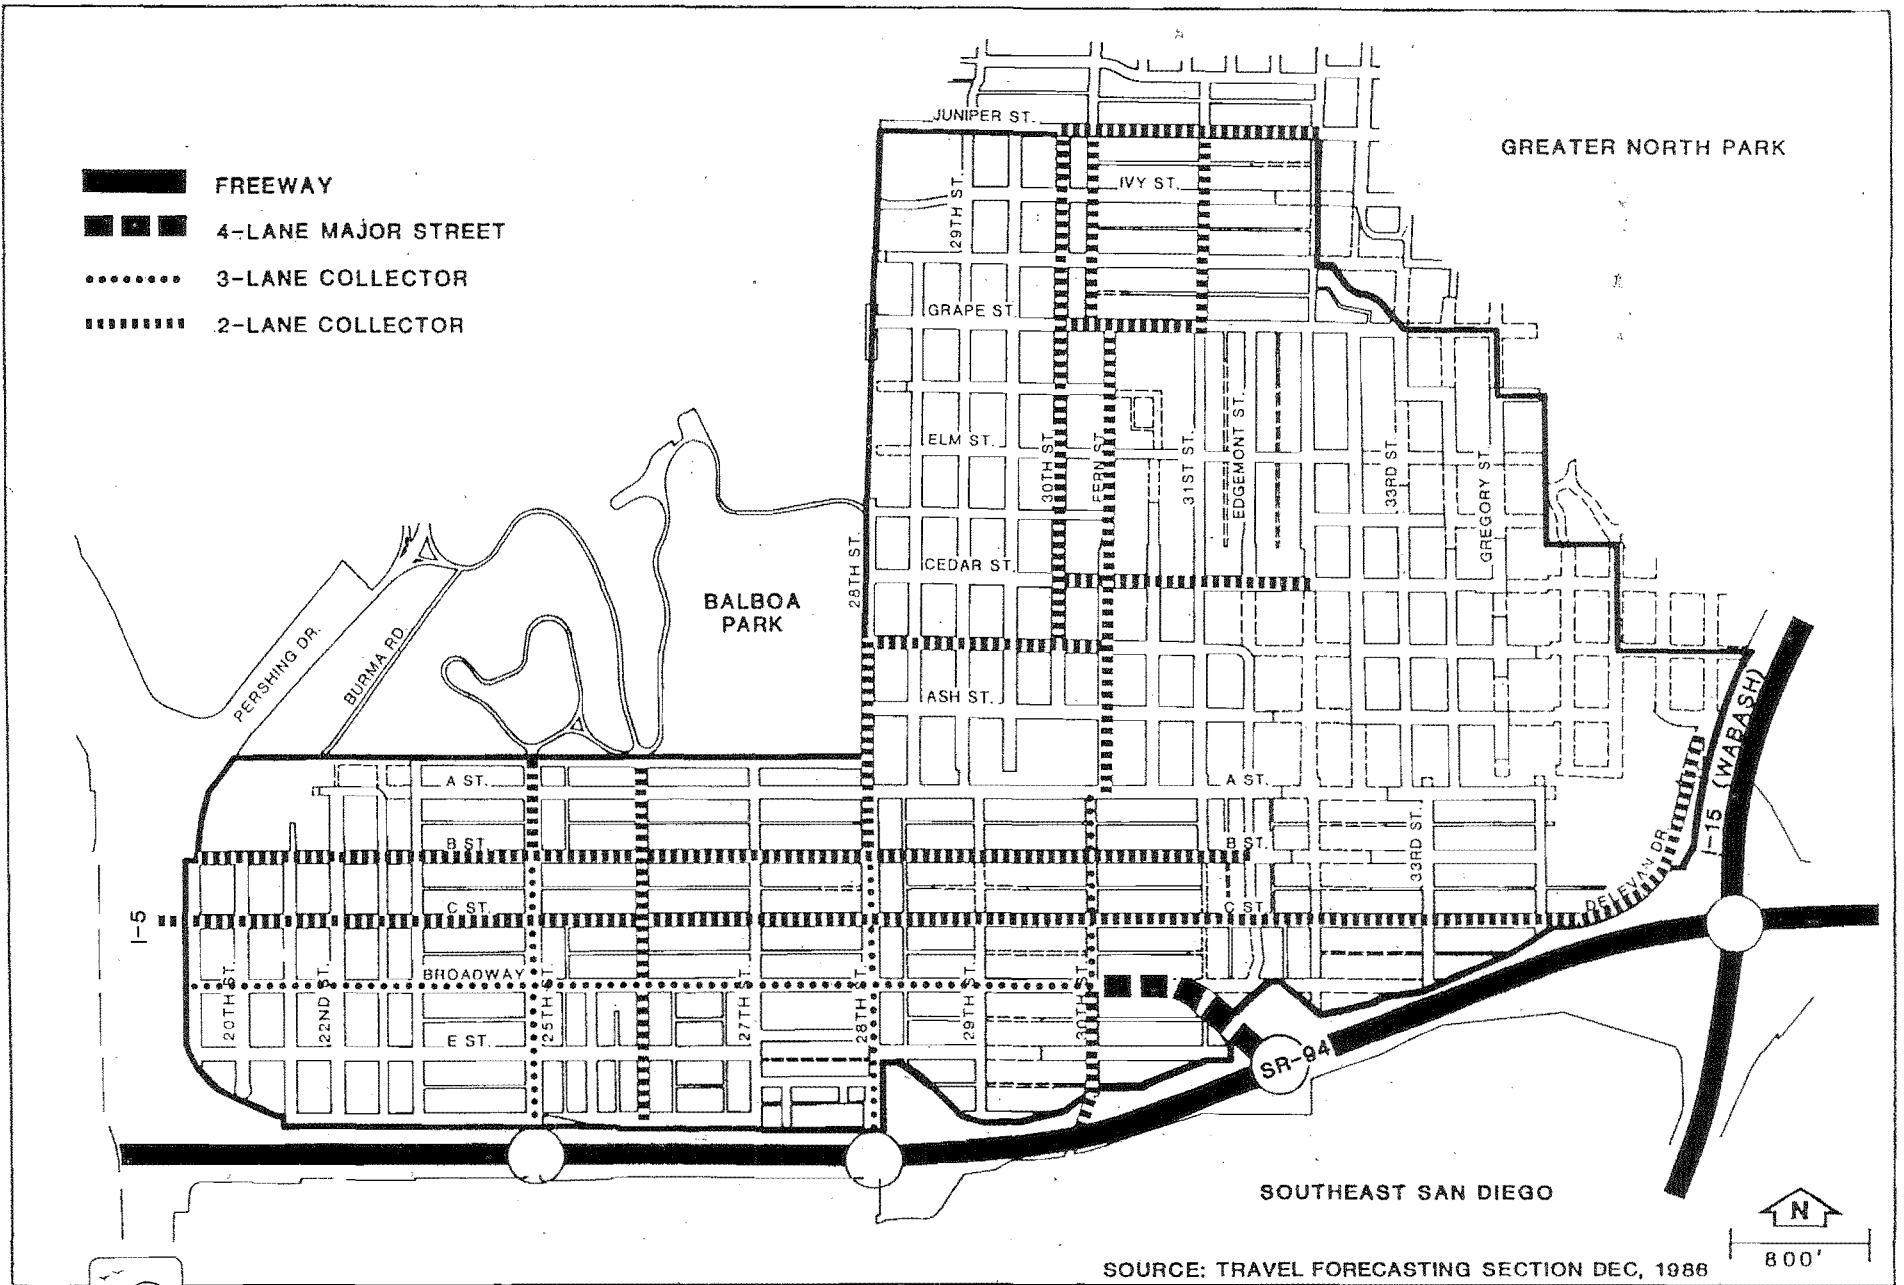 JUNIPER ST.
GREATER NORTH PARK
FREEWAY
4-LANE MAJOR STREET
3-LANE COLLECTOR
2-LANE COLLECTOR
IVY ST.
29TH ST.
GRAPE ST.
ELM ST.
30TH ST.
FERN ST.
31ST ST.
EDGEMONT ST.
33RD ST.
GREGORY ST.
CEDAR ST.
28TH ST.
BALBOA
PARK
PERSHING DR.
BURMA RD.
ASH ST.
I-15 (WABASH)
A ST.
A ST.
B ST.
B ST.
33RD ST.
DELEVAN DR.
C ST.
C ST.
I-5
BROADWAY
20TH ST.
22ND ST.
25TH ST.
27TH ST.
28TH ST.
29TH ST.
30TH ST.
E ST.
SR-94
SOUTHEAST SAN DIEGO
N
800'
SOURCE: TRAVEL FORECASTING SECTION DEC, 1986